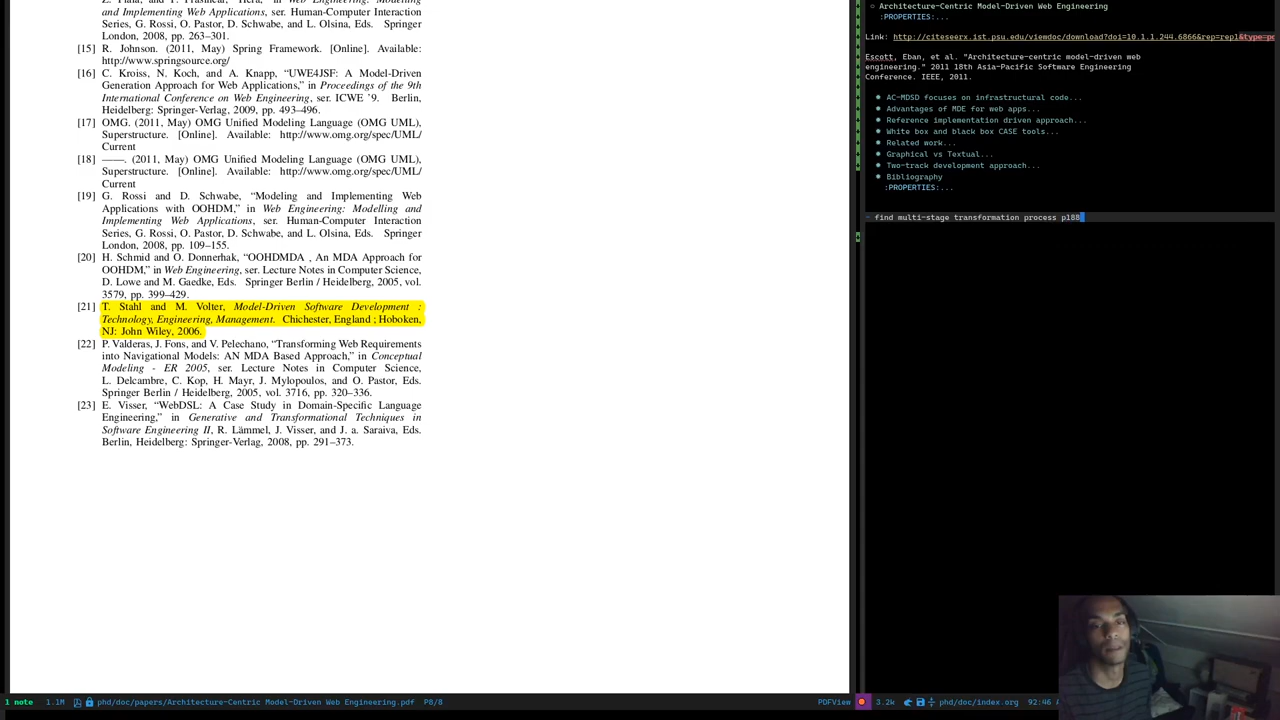 and Implementing Web Applications, ser. Human-Computer Interaction
Series, G. Rossi, O. Pastor, D. Schwabe, and L. Olsina, Eds. Springer
London, 2008, pp. 263–301.
[15] R. Johnson. (2011, May) Spring Framework. [Online]. Available:
http://www.springsource.org/
[16] C. Kroiss, N. Koch, and A. Knapp, “UWE4JSF: A Model-Driven
Generation Approach for Web Applications,” in Proceedings of the 9th
International Conference on Web Engineering, ser. ICWE ’9. Berlin,
Heidelberg: Springer-Verlag, 2009, pp. 493–496.
[17] OMG. (2011, May) OMG Unified Modeling Language (OMG UML),
Superstructure. [Online]. Available: http://www.omg.org/spec/UML/
Current
[18] ——. (2011, May) OMG Unified Modeling Language (OMG UML),
Superstructure. [Online]. Available: http://www.omg.org/spec/UML/
Current
[19] G. Rossi and D. Schwabe, “Modeling and Implementing Web
Applications with OOHDM,” in Web Engineering: Modelling and
Implementing Web Applications, ser. Human-Computer Interaction
Series, G. Rossi, O. Pastor, D. Schwabe, and L. Olsina, Eds. Springer
London, 2008, pp. 109–155.
[20] H. Schmid and O. Donnerhak, “OOHDMDA , An MDA Approach for
OOHDM,” in Web Engineering, ser. Lecture Notes in Computer Science,
D. Lowe and M. Gaedke, Eds. Springer Berlin / Heidelberg, 2005, vol.
3579, pp. 399–429.
[21] T. Stahl and M. Volter, Model-Driven Software Development :
Technology, Engineering, Management. Chichester, England ; Hoboken,
NJ: John Wiley, 2006.
[22] P. Valderas, J. Fons, and V. Pelechano, “Transforming Web Requirements
into Navigational Models: AN MDA Based Approach,” in Conceptual
Modeling - ER 2005, ser. Lecture Notes in Computer Science,
L. Delcambre, C. Kop, H. Mayr, J. Mylopoulos, and O. Pastor, Eds.
Springer Berlin / Heidelberg, 2005, vol. 3716, pp. 320–336.
[23] E. Visser, “WebDSL: A Case Study in Domain-Specific Language
Engineering,” in Generative and Transformational Techniques in
Software Engineering II, R. Lämmel, J. Visser, and J. a. Saraiva, Eds.
Berlin, Heidelberg: Springer-Verlag, 2008, pp. 291–373.
1 note 1.1M phd/doc/papers/Architecture-Centric Model-Driven Web Engineering.pdf P8/8 PDFView
Architecture-Centric Model-Driven Web Engineering
:PROPERTIES:...
Link: http://citeseerx.ist.psu.edu/viewdoc/download?doi=10.1.1.244.6866&rep=rep1&type=pd
Escott, Eban, et al. "Architecture-centric model-driven web
engineering." 2011 18th Asia-Pacific Software Engineering
Conference. IEEE, 2011.
AC-MDSD focuses on infrastructural code...
Advantages of MDE for web apps...
Reference implementation driven approach...
White box and black box CASE tools...
Related work...
Graphical vs Textual...
Two-track development approach...
Bibliography
:PROPERTIES:...
- find multi-stage transformation process p188
3.2k phd/doc/index.org 92:46 A